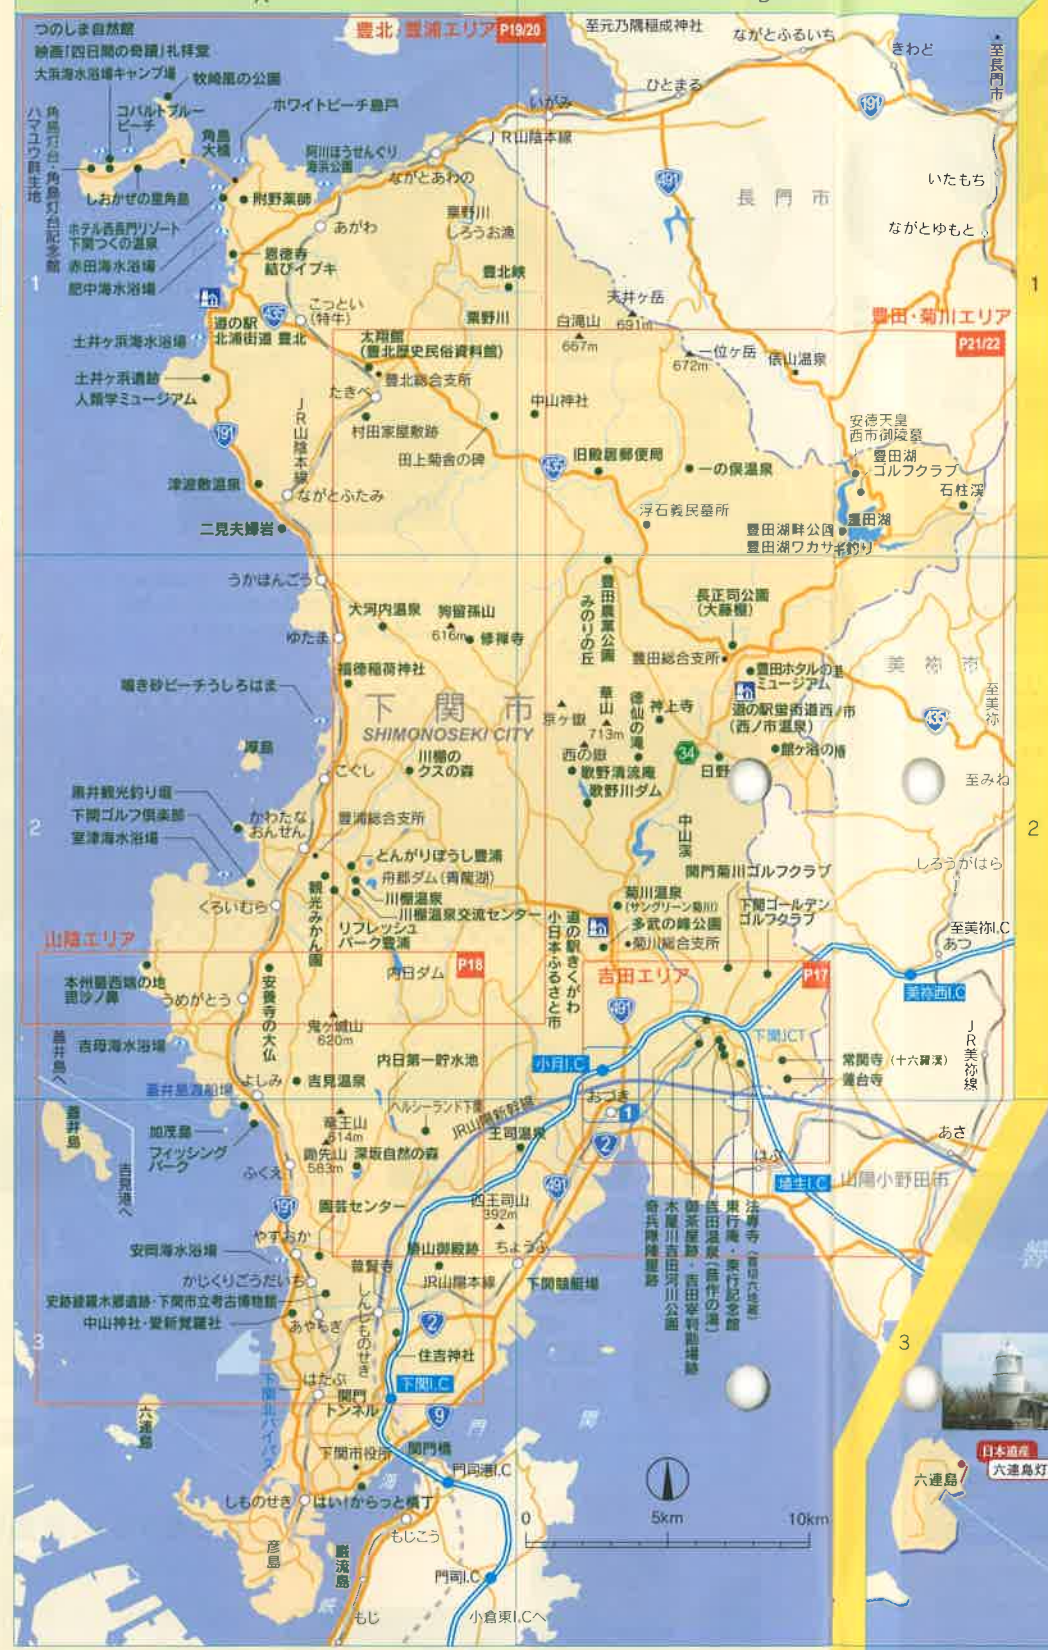 つのしま自然館
映画「四日間の奇蹟」礼拝堂
大浜海水浴場キャンプ場
牧崎風の公園
コバルトブルー
ビーチ
ホワイトビーチ島戸
角島灯台・角島灯台記念館
ハマユウ群生地
角島
大橋
阿川ほうせんぐり
海浜公園
しおかぜの里角島
附野薬師
ホテル西長門リゾート
下関つくの温泉
赤田海水浴場
肥中海水浴場
恩徳寺
結びイブキ
豊北/豊浦エリア P19/20
至元乃隅稲成神社
ながとふるいち
きわど
至長門市
ひとまる
いがみ
JR山陰本線
191
ながとあわの
491
長門市
いたもち
ながとゆもと
あがわ
粟野川
しろうお漁
豊北峡
こっとい
(特牛)
435
道の駅
北浦街道 豊北
粟野川
天井ヶ岳
691m
白滝山
667m
一位ヶ岳
672m
俵山温泉
豊田・菊川エリア
P21/22
1
1
土井ヶ浜海水浴場
土井ヶ浜遺跡
人類学ミュージアム
太翔館
(豊北歴史民俗資料館)
豊北総合支所
たきべ
中山神社
村田家屋敷跡
田上菊舎の碑
JR山陰本線
191
435
旧殿居郵便局
一の俣温泉
安徳天皇
西市御陵墓
豊田湖
ゴルフクラブ
石柱渓
豊田湖
豊田湖畔公園
豊田湖ワカサギ釣り
浮石義民墓所
津波敷温泉
ながとふたみ
二見夫婦岩
うかほんごう
大河内温泉
狗留孫山
616m
修禅寺
ゆたま
福徳稲荷神社
豊田農業公園
みのりの丘
長正司公園
(大藤棚)
豊田総合支所
豊田ホタルの里
ミュージアム
道の駅蛍街道西ノ市
(西ノ市温泉)
美祢市
至美祢
435
鳴き砂ビーチうしろはま
下関市
SHIMONOSEKI CITY
京ヶ嶽
華山
713m
徳仙の滝
神上寺
34
日野
館ヶ浴の椿
至みね
厚島
こぐし
川棚の
クスの森
西の嶽
歌野清流庵
歌野川ダム
2
2
黒井観光釣り堀
下関ゴルフ倶楽部
室津海水浴場
かわたな
おんせん
豊浦総合支所
とんがりぼうし豊浦
舟郡ダム(青龍湖)
川棚温泉
川棚温泉交流センター
リフレッシュ
パーク豊浦
観光みかん園
くろいむら
中山渓
関門菊川ゴルフクラブ
菊川温泉
(サングリーン菊川)
多武の峰公園
菊川総合支所
下関ゴールデン
ゴルフクラブ
道の駅きくがわ
小日本ふるさと市
しろうがはら
至美祢I.C
あつ
美祢西I.C
山陰エリア
P18
吉田エリア
P17
本州最西端の地
毘沙ノ鼻
うめがとう
安養寺の大仏
内日ダム
鬼ヶ城山
620m
491
下関JCT
常関寺(十六羅漢)
蓮台寺
JR美祢線
吉母海水浴場
蓋井島へ
よしみ
吉見温泉
内日第一貯水池
小月I.C
おづき
1
蓋井島渡船場
蓋井島
吉見港へ
加茂島
フィッシング
パーク
竜王山
614m
ヘルシーランド下関
JR山陽新幹線
王司温泉
2
ふくえ
583m
深坂自然の森
191
園芸センター
四王司山
392m
491
はぶ
埴生I.C
山陽小野田市
あさ
安岡海水浴場
やすおか
勝山御殿跡
ちょうふ
普賢寺
JR山陽本線
下関競艇場
かじくりごうだいち
史跡綾羅木郷遺跡・下関市立考古博物館
中山神社・愛新覚羅社
あやらぎ
しんしものせき
2
住吉神社
奇兵隊陣屋跡
木屋川吉田河川公園
御茶屋跡・吉田宰判勘場跡
吉田温泉(晋作の湯)
東行庵・東行記念館
法専寺
3
3
はたぶ
下関I.C
関門
トンネル
9
下関北バイパス
六連島
下関市役所
関門橋
門司港I.C
関
門
海
しものせき
はい!からっと横丁
もじこう
彦島
巌流島
もじ
門司I.C
小倉東I.Cへ
0
5km
10km
響
日本遺産
六連島灯
六連島